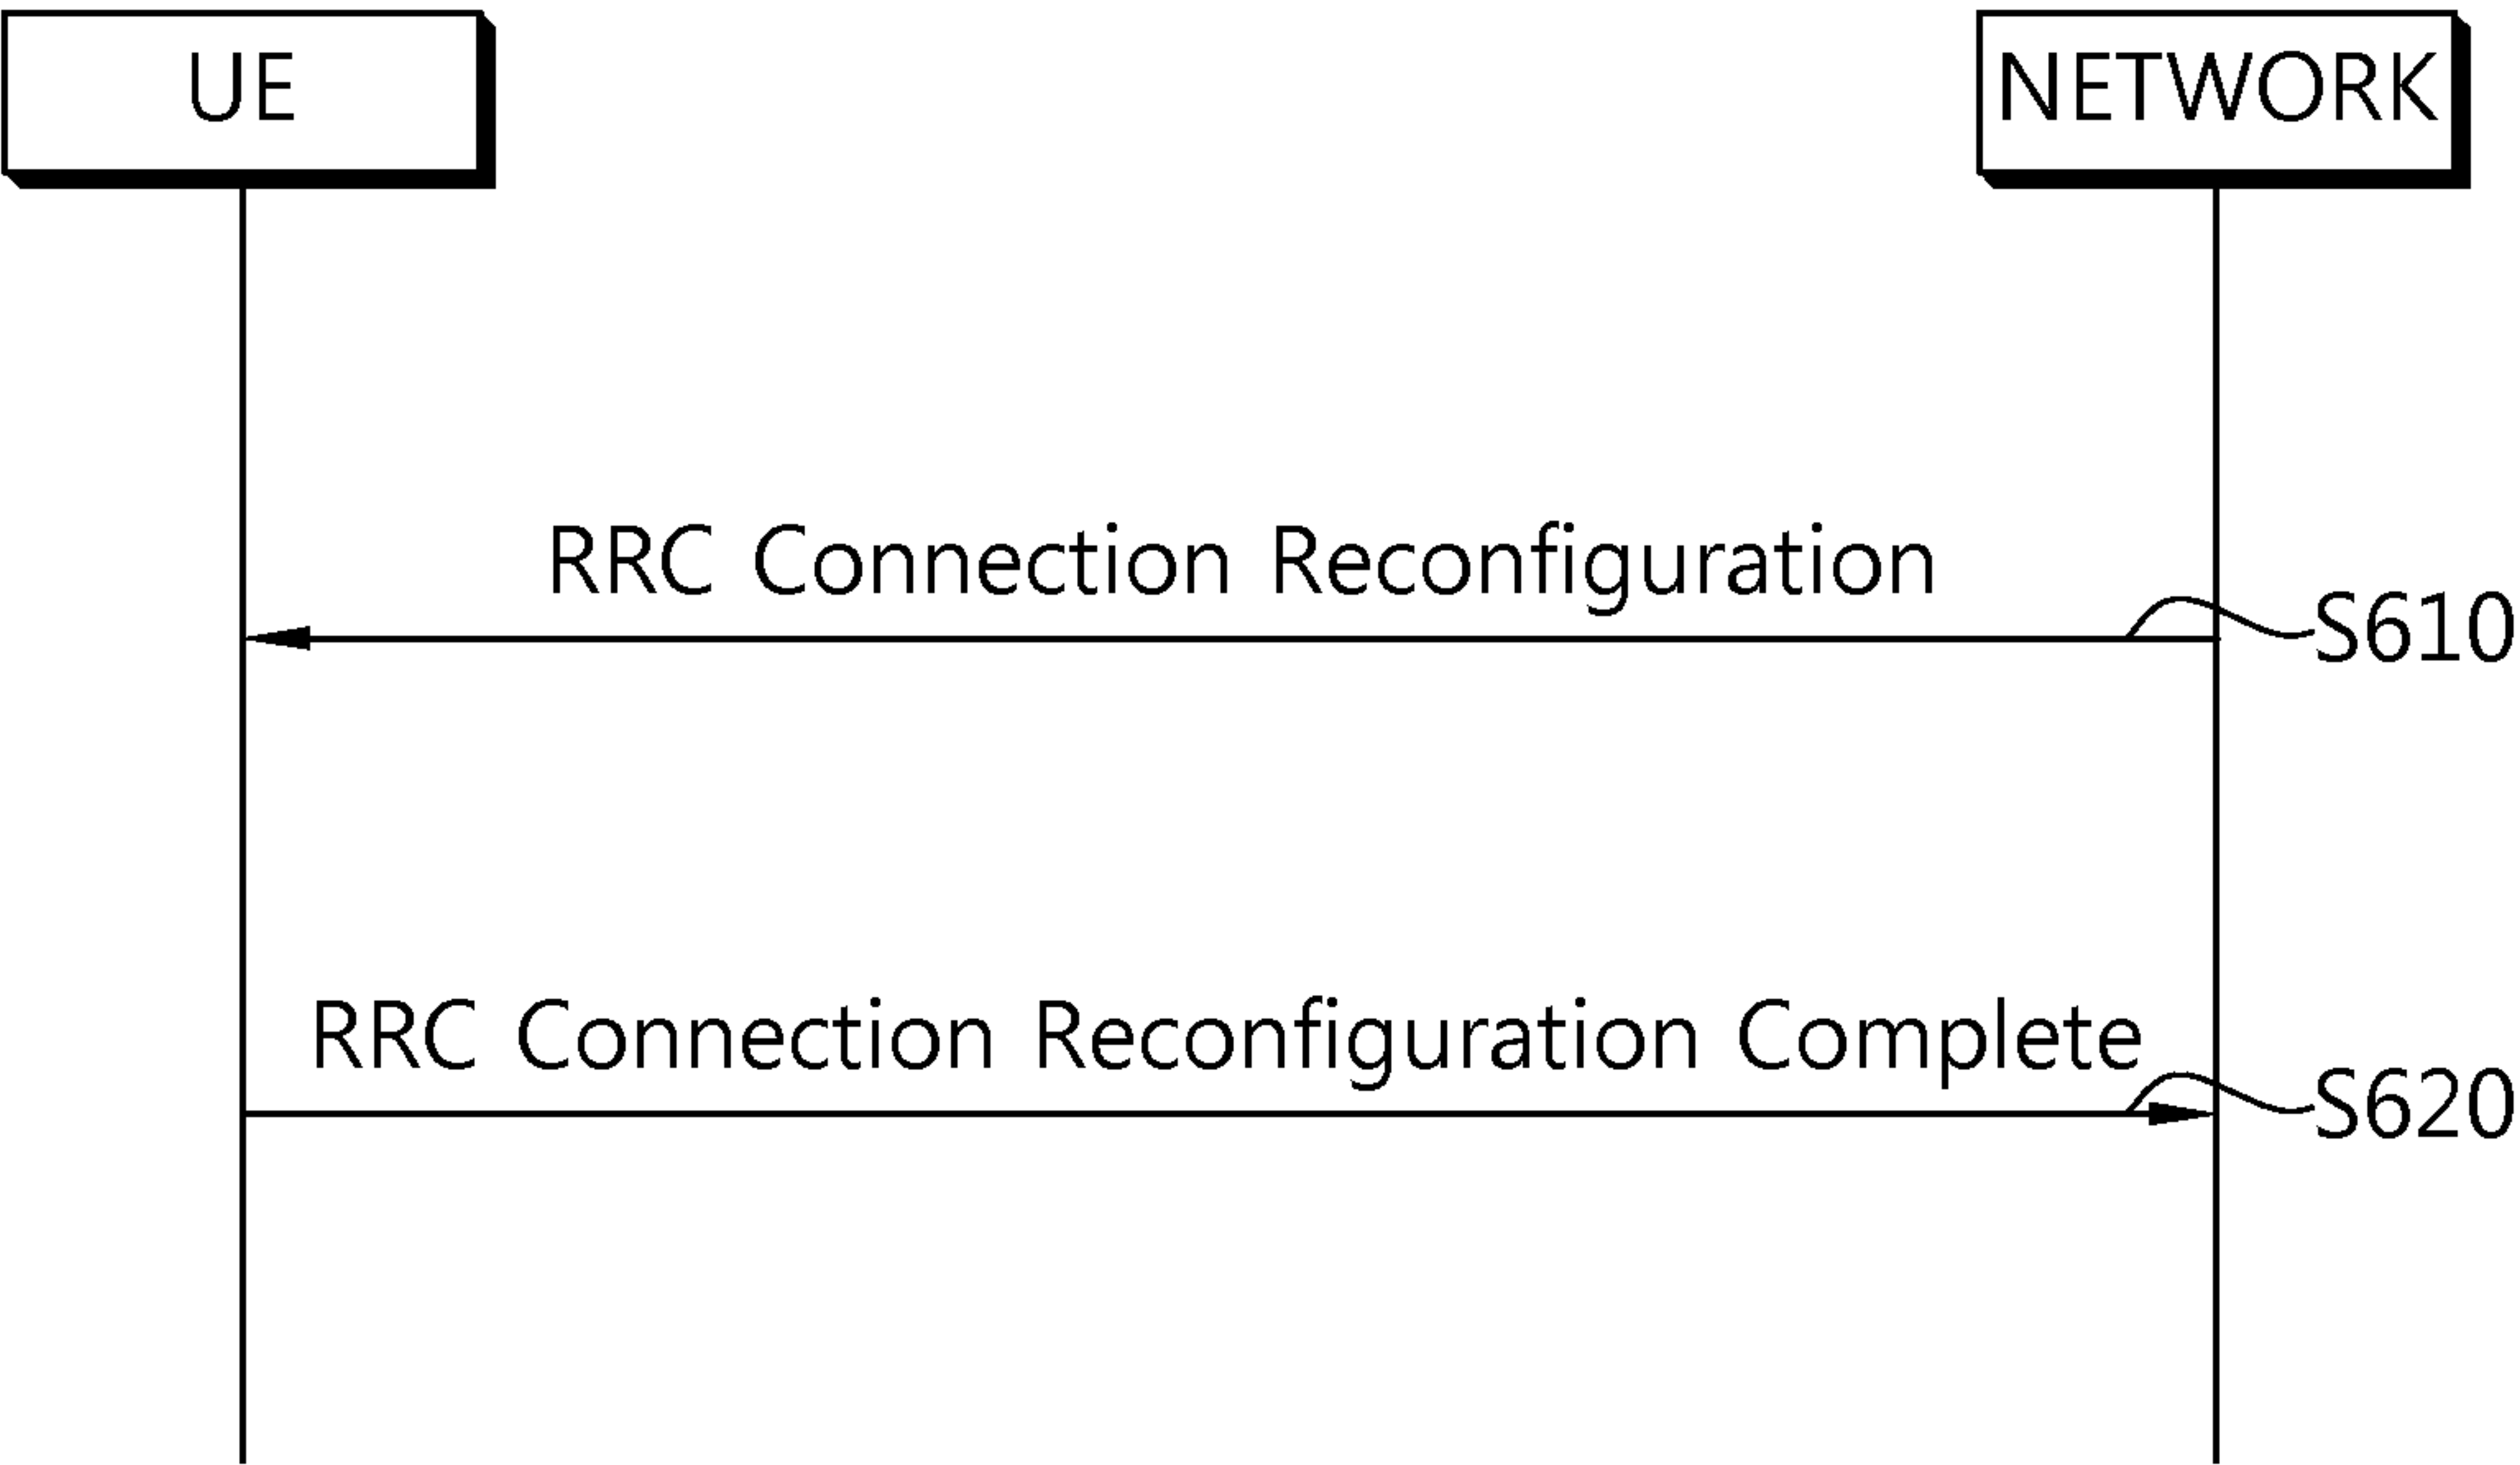 UE
NETWORK
RRC Connection Reconfiguration
S610
RRC Connection Reconfiguration Complete
S620